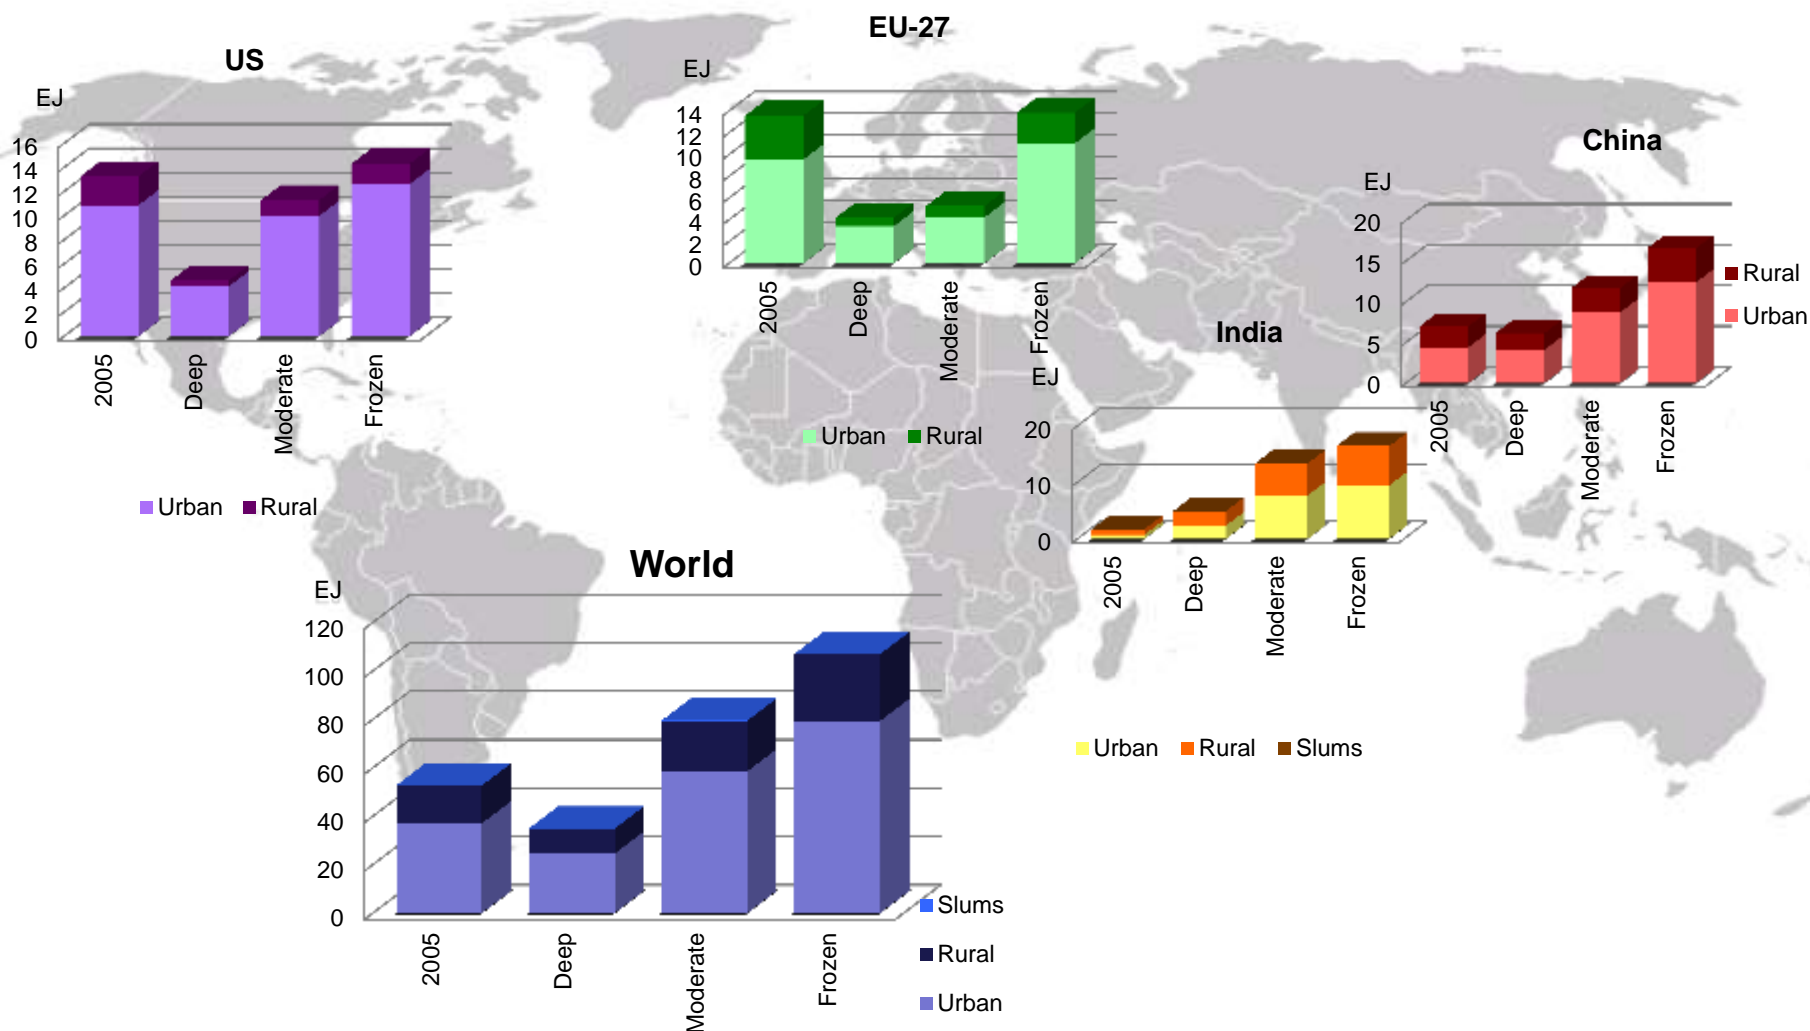 US
EJ
16
14
12
10
8
6
4
2
0
2005
Deep
Moderate
Frozen
Urban Rural
EU-27
EJ
14
12
10
8
6
4
2
0
2005
Deep
Moderate
Frozen
Urban Rural
China
EJ
20
15
10
5
0
2005
Deep
Moderate
Frozen
Rural
Urban
India
EJ
20
10
0
2005
Deep
Moderate
Frozen
Urban Rural Slums
World
EJ
120
100
80
60
40
20
0
2005
Deep
Moderate
Frozen
Slums
Rural
Urban